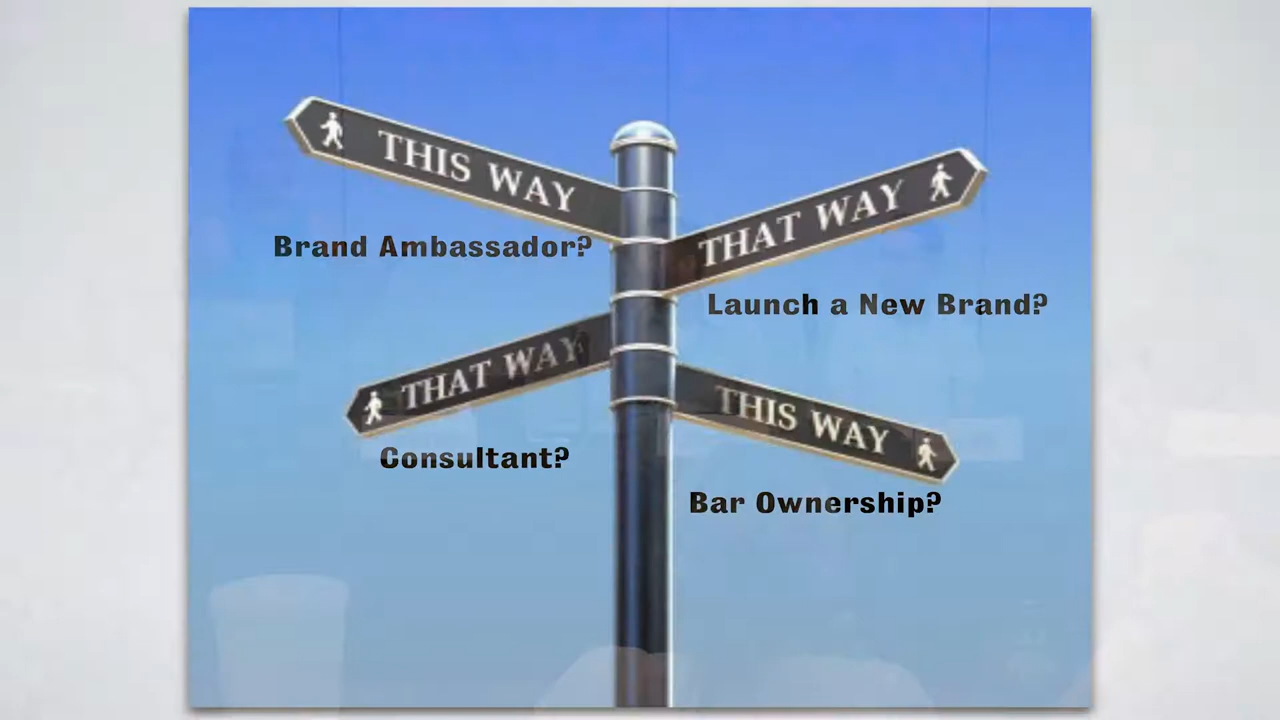 THIS WAY
THAT WAY
Brand Ambassador?
Launch a New Brand?
THAT WAY
THIS WAY
Consultant?
Bar Ownership?